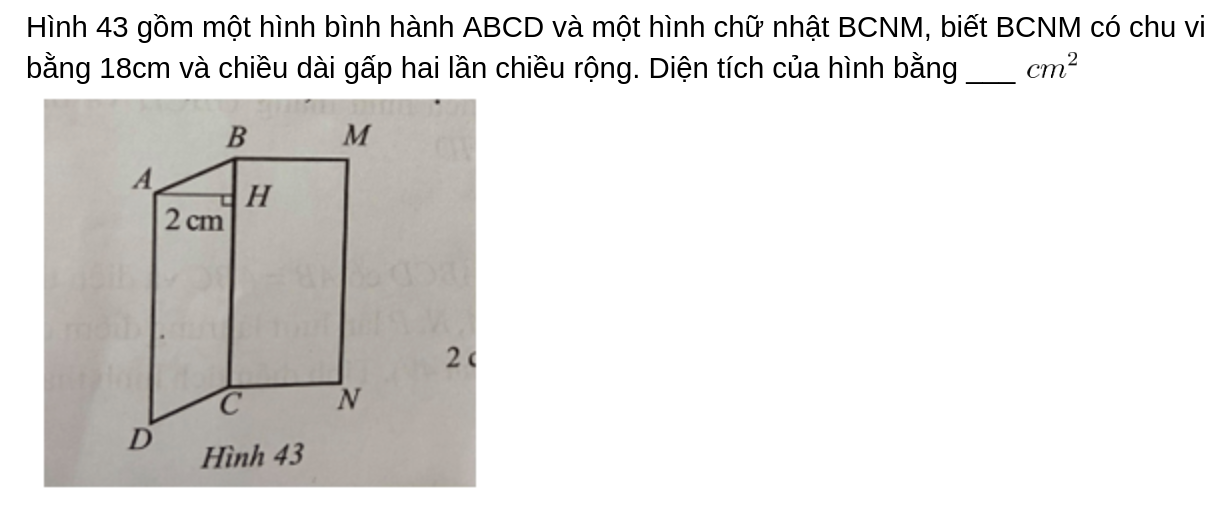 Hình 43 gồm một hình bình hành ABCD và một hình chữ nhật BCNM, biết BCNM có chu vi
bằng 18cm và chiều dài gấp hai lần chiều rộng. Diện tích của hình bằng ___ cm²
B M
A
H
2 cm
2
C N
D
Hình 43